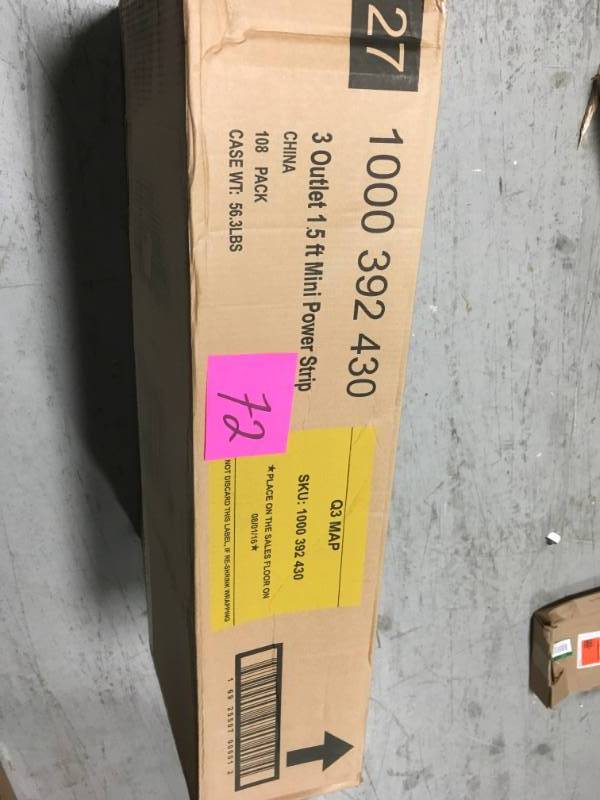 27
1000 392 430
3 Outlet 1.5 ft Mini Power Strip
CHINA
108 PACK
CASE WT: 56.3LBS
72
Q3 MAP
SKU: 1000 392 430
*PLACE ON THE SALES FLOOR ON
08/01/16*
NOT DISCARD THIS LABEL, IF RE-SHRINK WRAPPING